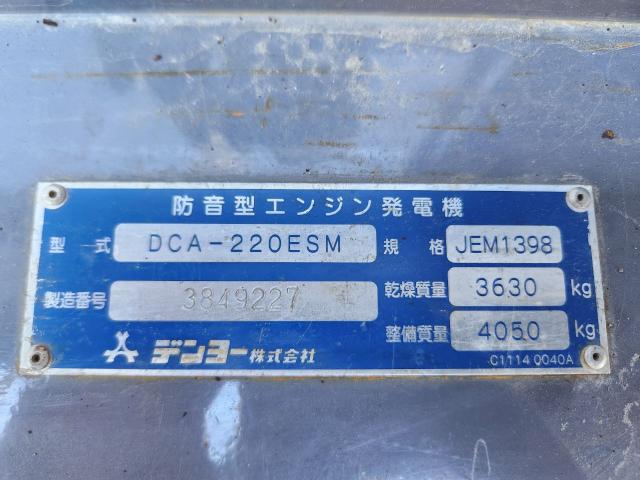 防音型エンジン発電機
型式 DCA-220ESM 規格 JEM1398
製造番号 3849227 乾燥質量 3630 kg
デンヨー株式会社 整備質量 4050 kg
C1114 0040A